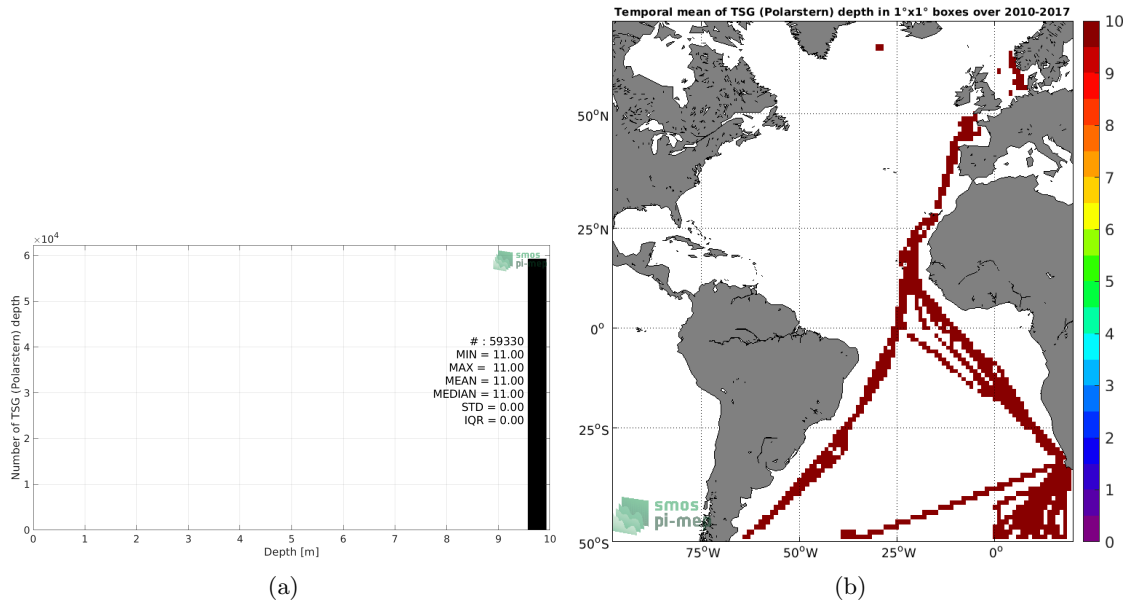 ×10⁴
6
5
4
3
2
1
0
Number of TSG (Polarstern) depth
smos
pi-mep
# : 59330
MIN = 11.00
MAX = 11.00
MEAN = 11.00
MEDIAN = 11.00
STD = 0.00
IQR = 0.00
0 1 2 3 4 5 6 7 8 9 10
Depth [m]
(a)
Temporal mean of TSG (Polarstern) depth in 1°x1° boxes over 2010-2017
50°N
25°N
0°
25°S
50°S
75°W 50°W 25°W 0°
smos
pi-mep
10
9
8
7
6
5
4
3
2
1
0
(b)